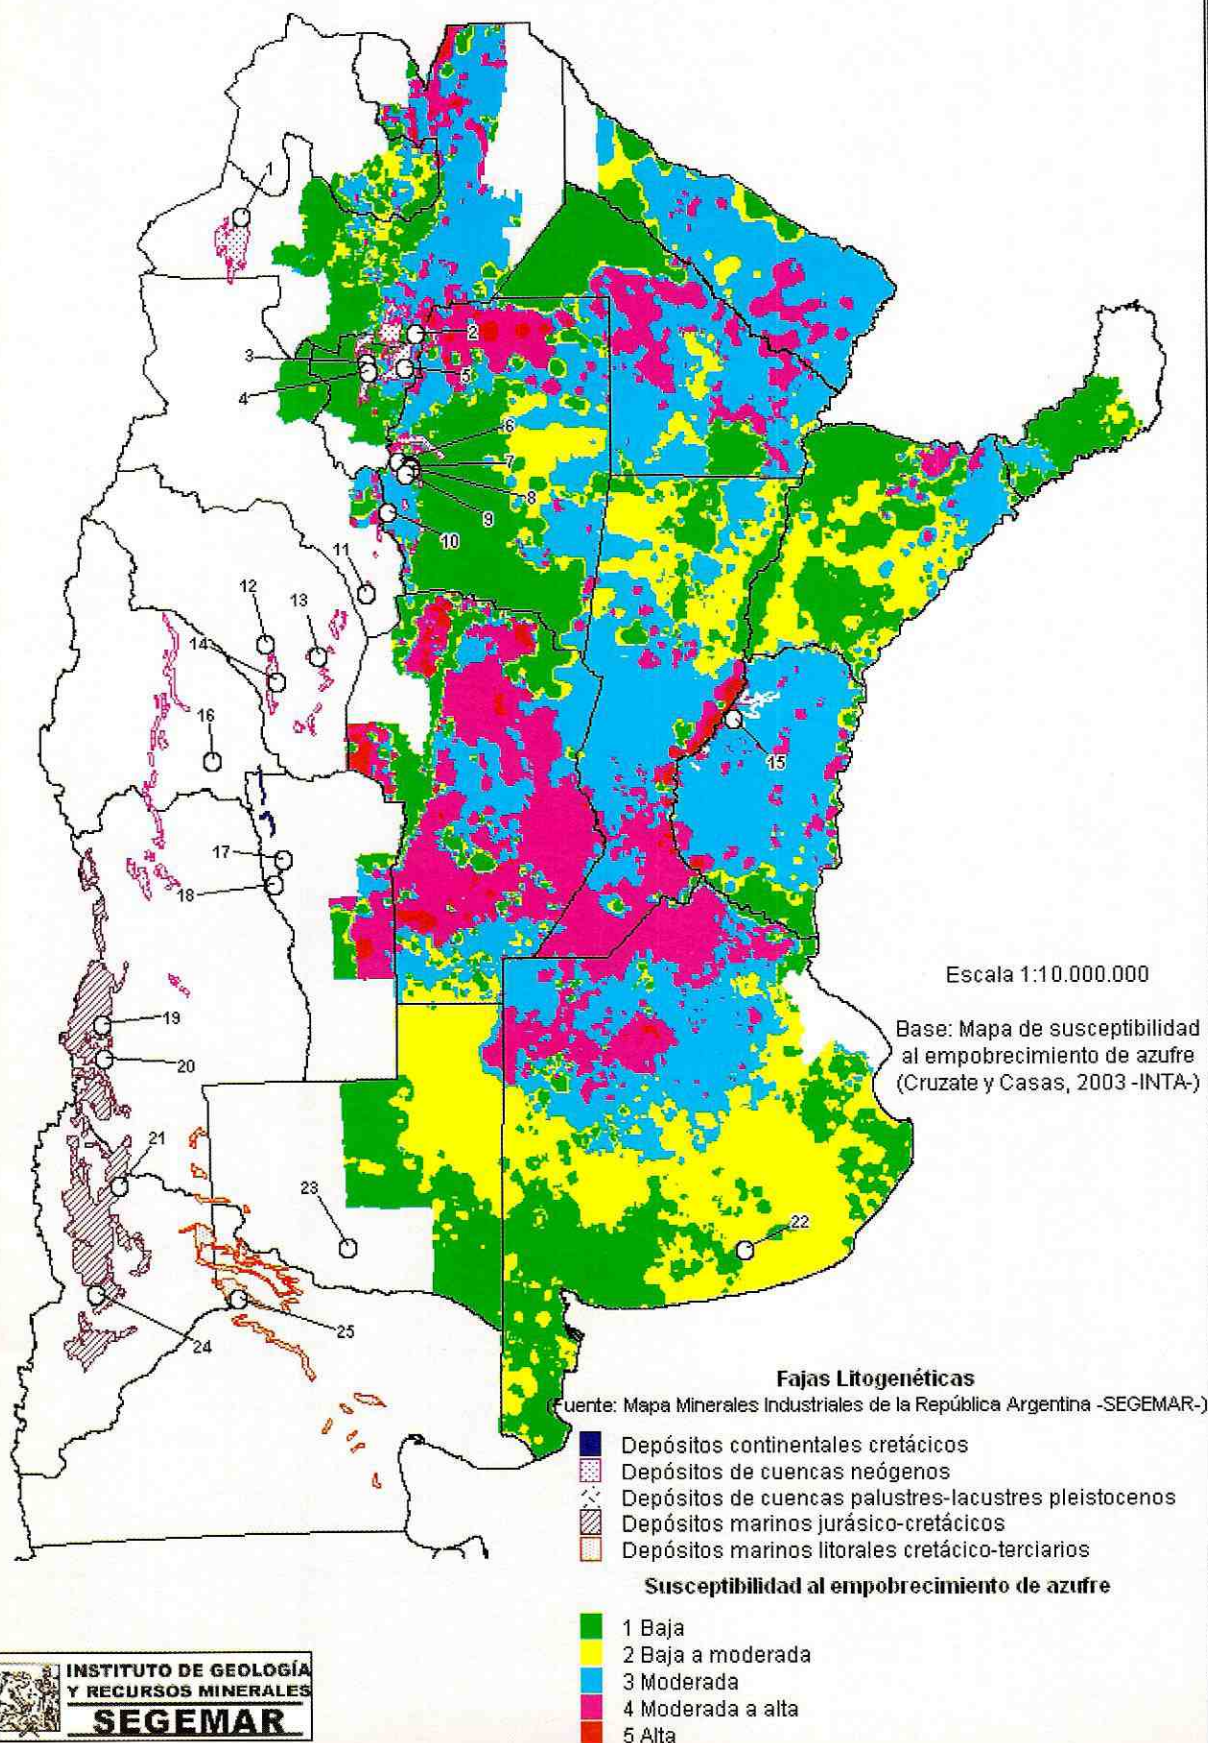 1
2
3
4
5
6
7
8
9
10
11
12
13
14
15
16
17
18
19
20
21
22
23
24
25
Escala 1:10.000.000
Base: Mapa de susceptibilidad
al empobrecimiento de azufre
(Cruzate y Casas, 2003 -INTA-)
Fajas Litogenéticas
(Fuente: Mapa Minerales Industriales de la República Argentina -SEGEMAR-)
Depósitos continentales cretácicos
Depósitos de cuencas neógenos
Depósitos de cuencas palustres-lacustres pleistocenos
Depósitos marinos jurásico-cretácicos
Depósitos marinos litorales cretácico-terciarios
Susceptibilidad al empobrecimiento de azufre
1 Baja
2 Baja a moderada
3 Moderada
4 Moderada a alta
5 Alta
INSTITUTO DE GEOLOGÍA
Y RECURSOS MINERALES
SEGEMAR